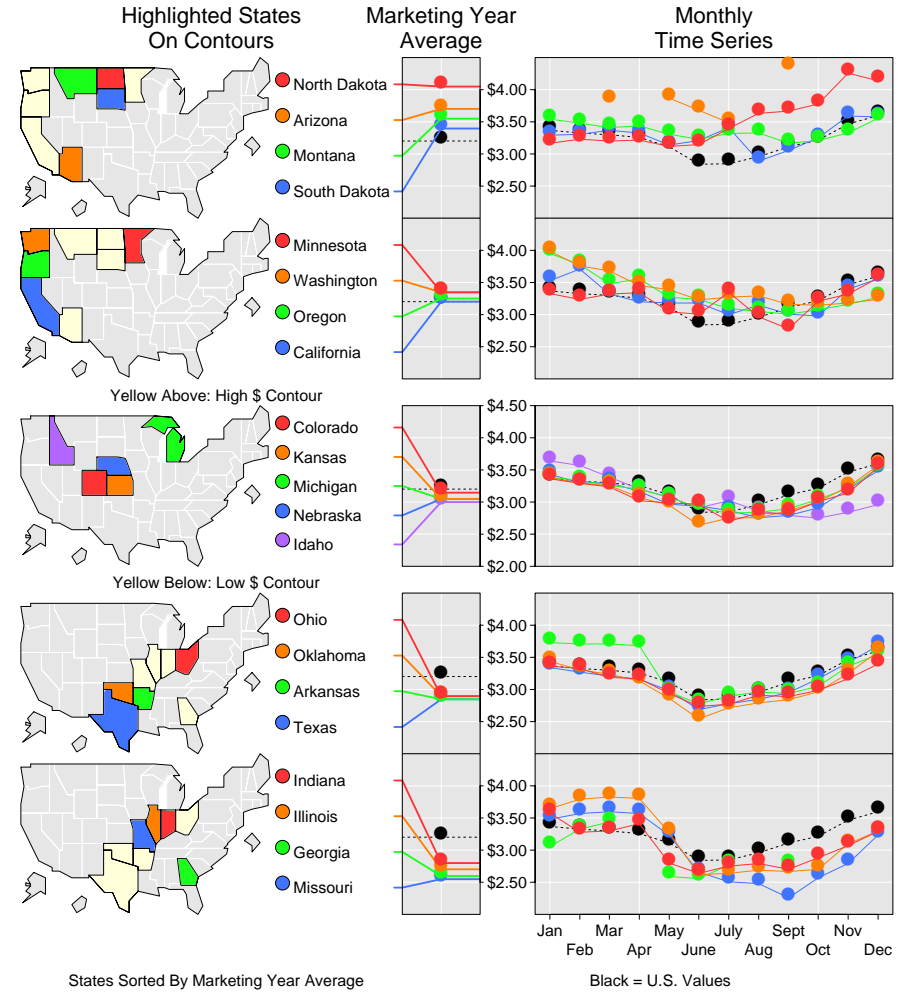 Highlighted States
On Contours
Marketing Year
Average
Monthly
Time Series
North Dakota
Arizona
Montana
South Dakota
$4.00
$3.50
$3.00
$2.50
Minnesota
Washington
Oregon
California
$4.00
$3.50
$3.00
$2.50
Yellow Above: High $ Contour
Colorado
Kansas
Michigan
Nebraska
Idaho
$4.50
$4.00
$3.50
$3.00
$2.50
$2.00
Yellow Below: Low $ Contour
Ohio
Oklahoma
Arkansas
Texas
$4.00
$3.50
$3.00
$2.50
Indiana
Illinois
Georgia
Missouri
$4.00
$3.50
$3.00
$2.50
Jan Mar May July Sept Nov
Feb Apr June Aug Oct Dec
States Sorted By Marketing Year Average
Black = U.S. Values